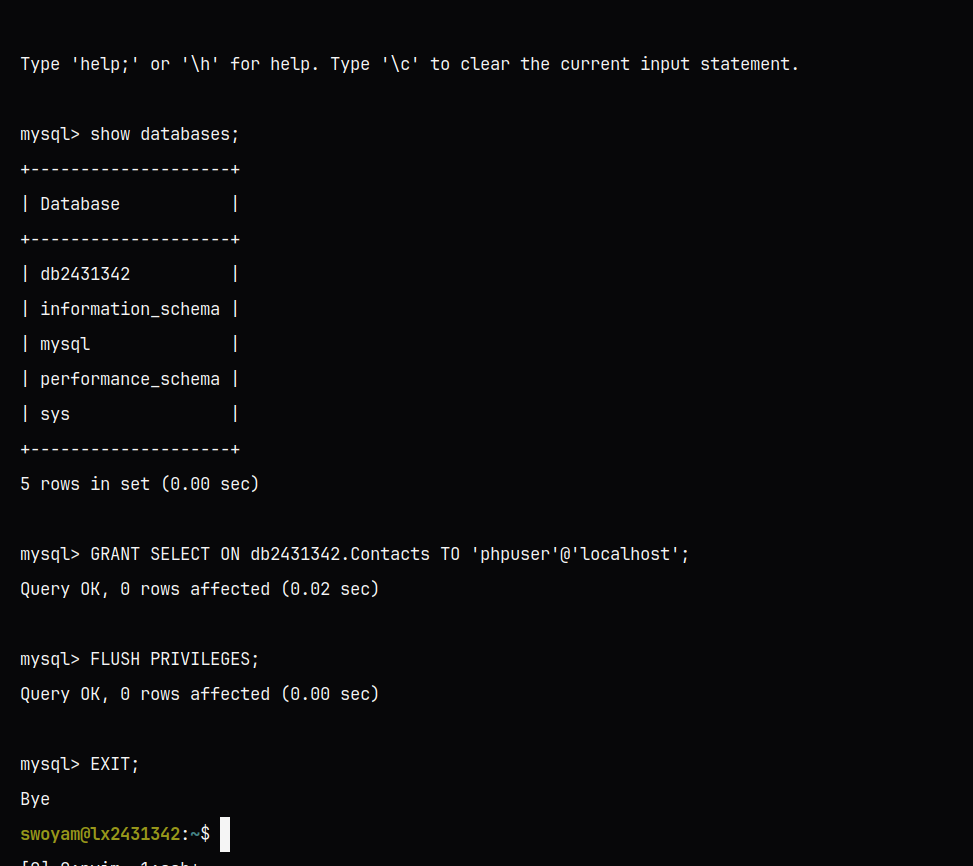 Type 'help;' or '\h' for help. Type '\c' to clear the current input statement.
mysql> show databases;
+--------------------+
| Database           |
+--------------------+
| db2431342          |
| information_schema |
| mysql              |
| performance_schema |
| sys                |
+--------------------+
5 rows in set (0.00 sec)
mysql> GRANT SELECT ON db2431342.Contacts TO 'phpuser'@'localhost';
Query OK, 0 rows affected (0.02 sec)
mysql> FLUSH PRIVILEGES;
Query OK, 0 rows affected (0.00 sec)
mysql> EXIT;
Bye
swoyam@lx2431342:~$